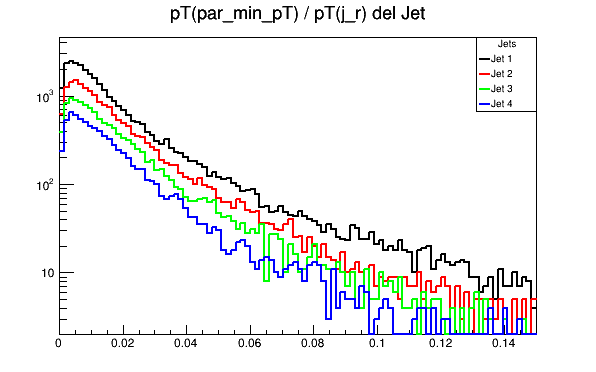 pT(par_min_pT) / pT(j_r) del Jet
Jets
Jet 1
Jet 2
Jet 3
Jet 4
10³
10²
10
0 0.02 0.04 0.06 0.08 0.1 0.12 0.14